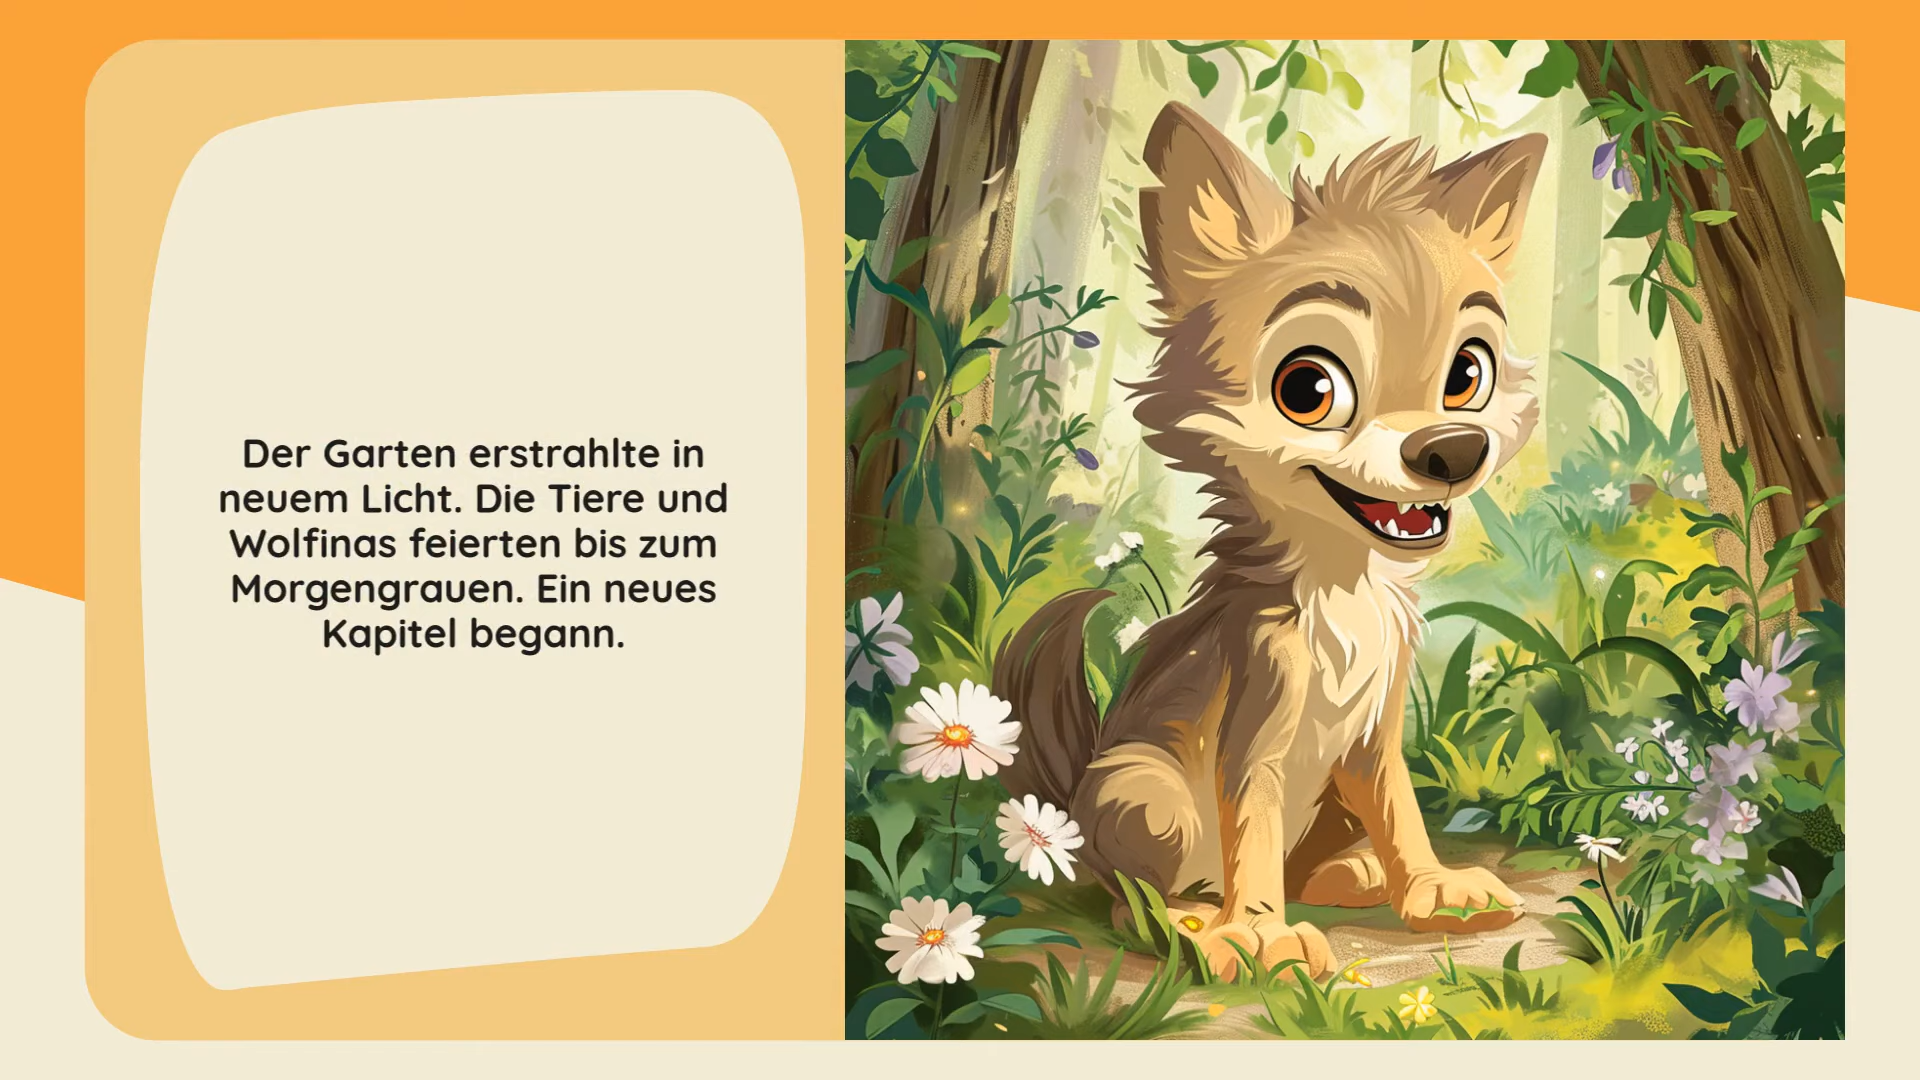 Der Garten erstrahlte in
neuem Licht. Die Tiere und
Wolfinas feierten bis zum
Morgengrauen. Ein neues
Kapitel begann.